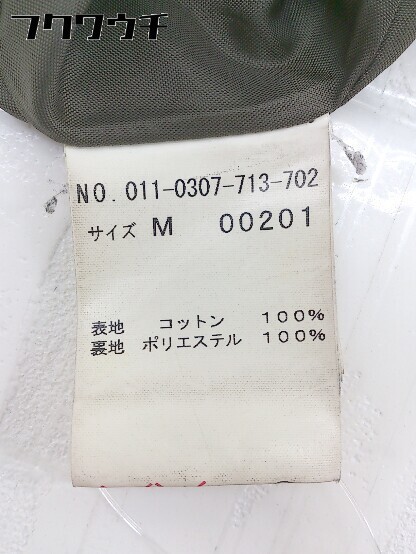 フクウクチ
NO. 011-0307-713-702
サイズ M 00201
表地 コットン 100%
裏地 ポリエステル 100%